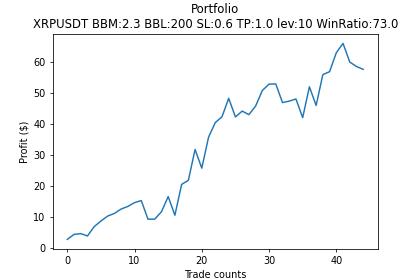 Portfolio
XRPUSDT BBM:2.3 BBL:200 SL:0.6 TP:1.0 lev:10 WinRatio:73.0
60
50
40
30
20
10
0
Profit ($)
0 10 20 30 40
Trade counts